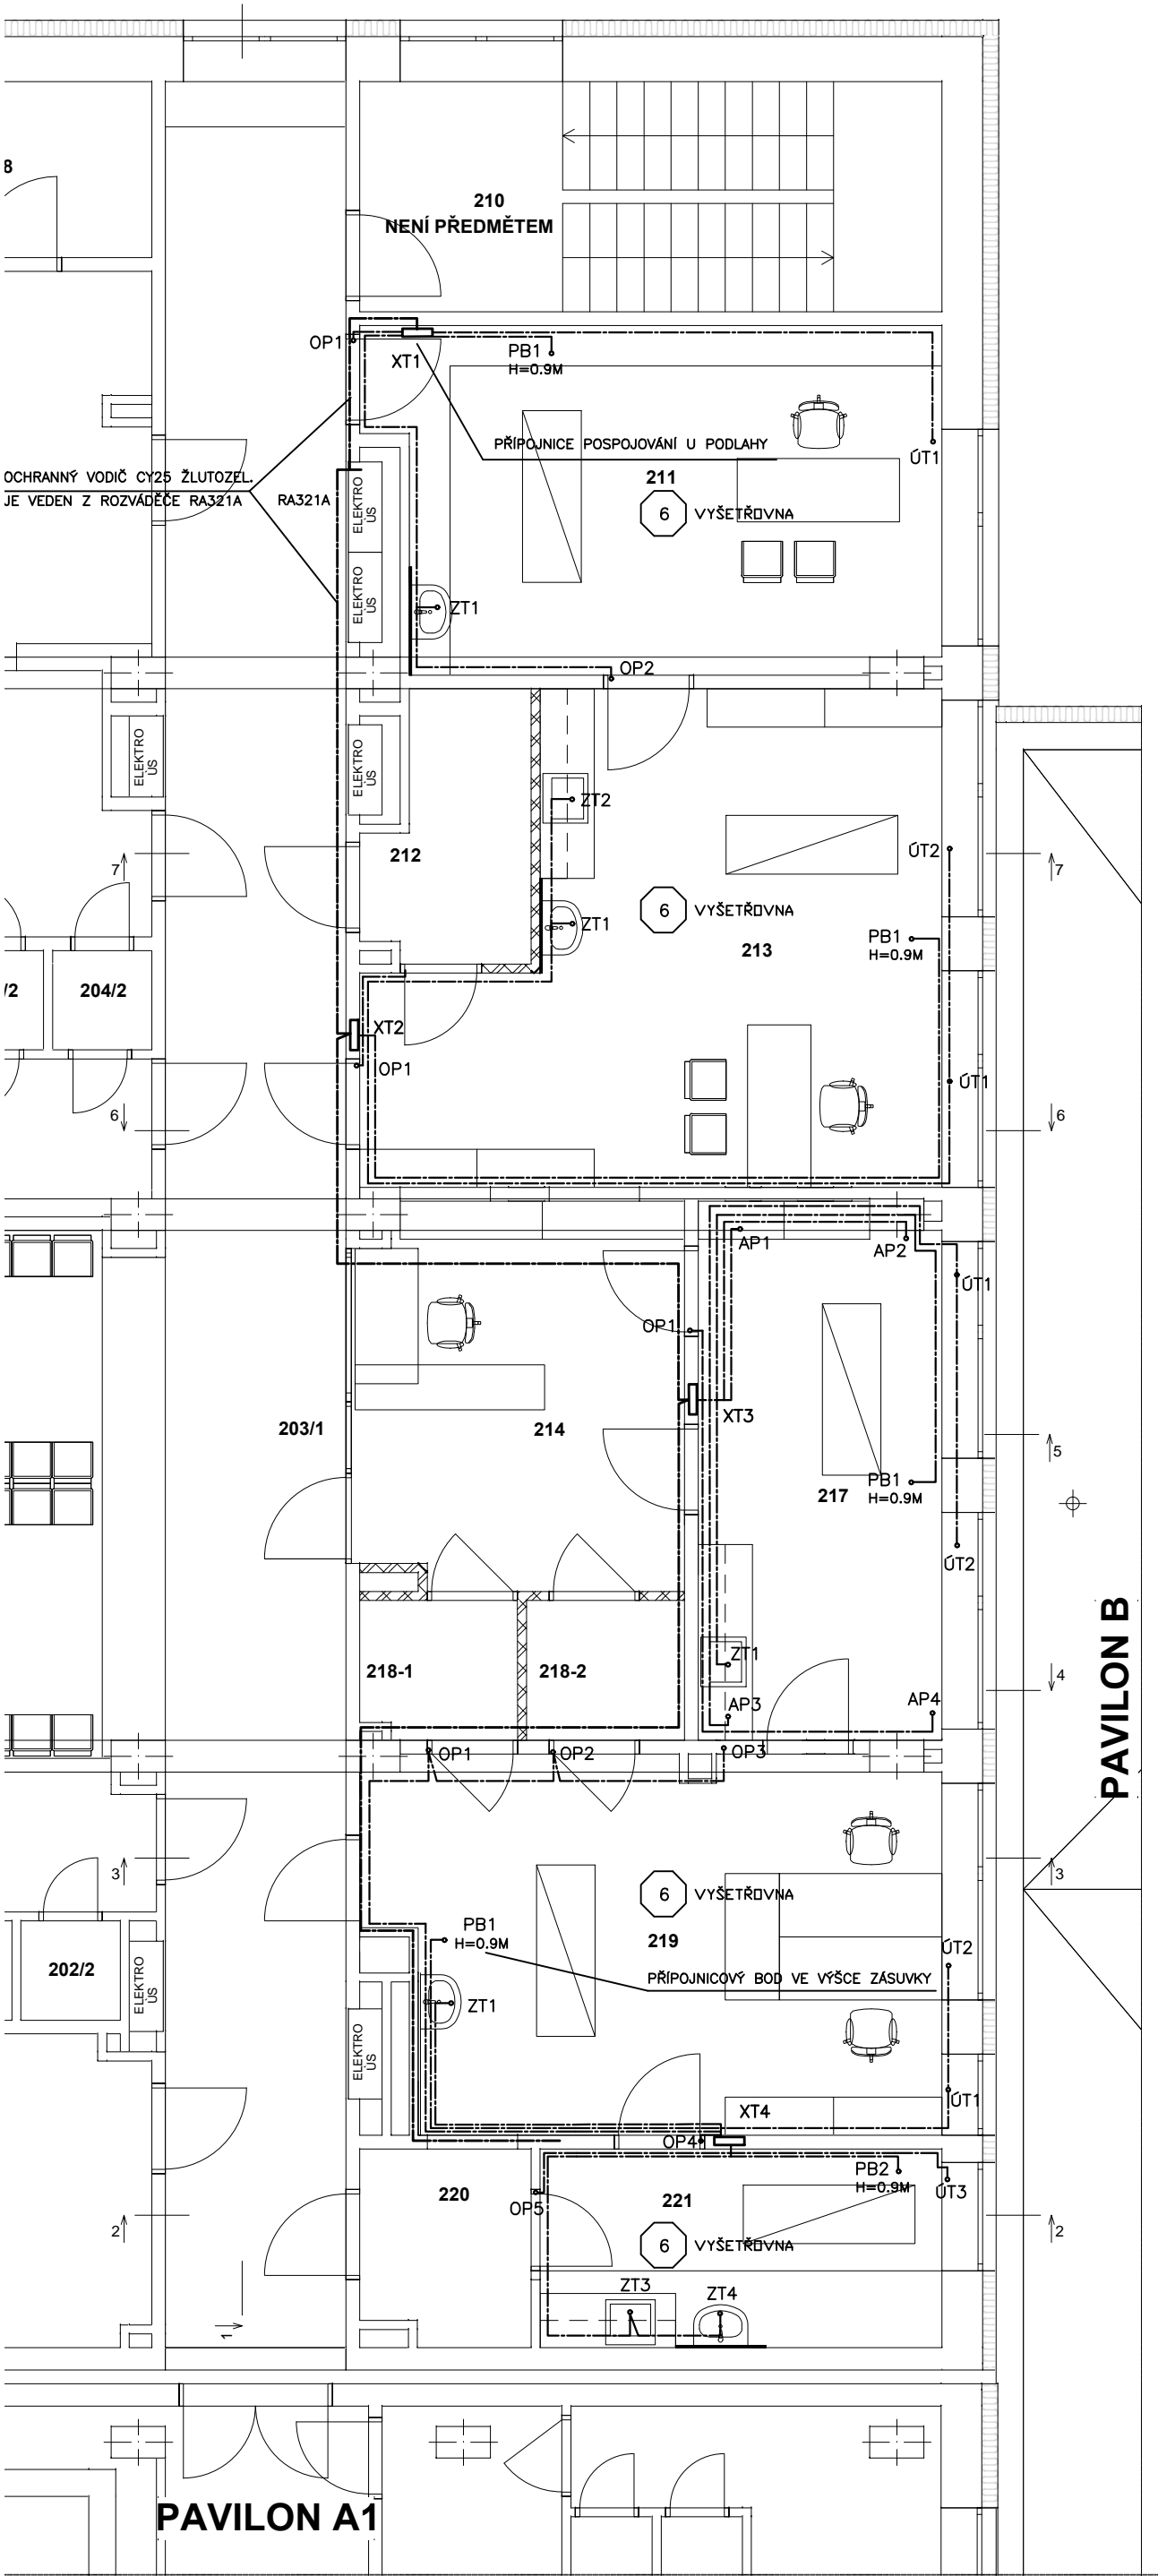 8
210
NENÍ PŘEDMĚTEM
OP1
XT1
PB1
H=0.9M
ÚT1
PŘÍPOJNICE POSPOJOVÁNÍ U PODLAHY
OCHRANNÝ VODIČ CY25 ŽLUTOZEL.
JE VEDEN Z ROZVÁDĚČE RA321A
RA321A
ELEKTRO
ÚS
211
6
VYŠETŘOVNA
ELEKTRO
ÚS
ZT1
OP2
ELEKTRO
ÚS
ELEKTRO
ÚS
ZT2
7
212
ÚT2
7
6
VYŠETŘOVNA
ZT1
213
PB1
H=0.9M
/2
204/2
XT2
OP1
ÚT1
6
6
AP1
AP2
ÚT1
OP1
203/1
214
XT3
5
217
PB1
H=0.9M
ÚT2
PAVILON B
218-1
218-2
ZT1
4
AP3
AP4
OP1
OP2
OP3
3
3
6
VYŠETŘOVNA
PB1
H=0.9M
219
ÚT2
202/2
ELEKTRO
ÚS
PŘÍPOJNICOVÝ BOD VE VÝŠCE ZÁSUVKY
ZT1
ELEKTRO
ÚS
ÚT1
XT4
OP4
PB2
H=0.9M
ÚT3
220
OP5
221
2
2
6
VYŠETŘOVNA
ZT3
ZT4
1
PAVILON A1